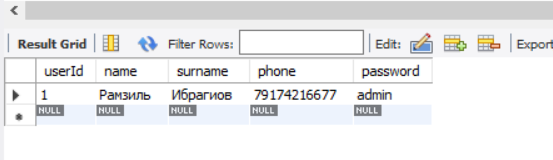 Result Grid Filter Rows: Edit: Export
userId name surname phone password
1 Рамзиль Ибрагиов 79174216677 admin
NULL NULL NULL NULL NULL